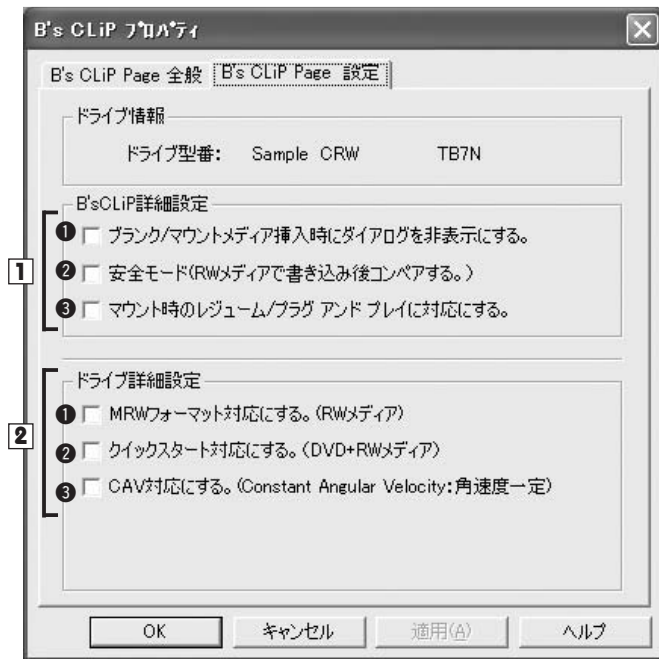 B's CLiP ﾌﾟﾛﾊﾟﾃｨ
B's CLiP Page 全般 B's CLiP Page 設定
ドライブ情報
ドライブ型番: Sample CRW TB7N
B'sCLiP詳細設定
1
❶ ブランク/マウントメディア挿入時にダイアログを非表示にする。
❷ 安全モード(RWメディアで書き込み後コンペアする。)
❸ マウント時のレジューム/プラグ アンド プレイに対応にする。
ドライブ詳細設定
2
❶ MRWフォーマット対応にする。(RWメディア)
❷ クイックスタート対応にする。(DVD+RWメディア)
❸ CAV対応にする。(Constant Angular Velocity:角速度一定)
OK キャンセル 適用(A) ヘルプ